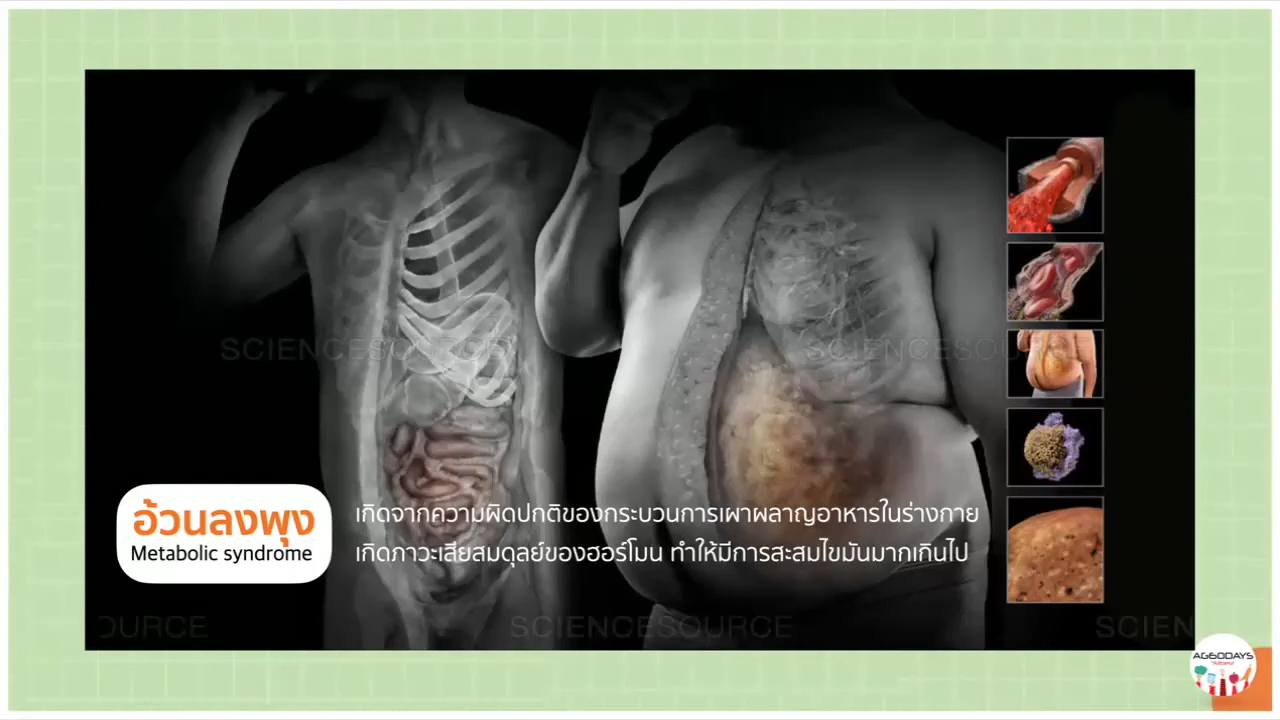 SCIENCESOURCE
SCIENCESOURCE
อ้วนลงพุง
Metabolic syndrome
เกิดจากความผิดปกติของกระบวนการเผาผลาญอาหารในร่างกาย
เกิดภาวะเสียสมดุลย์ของฮอร์โมน ทำให้มีการสะสมไขมันมากเกินไป
OURCE
SCIENCESOURCE
SCIEN
AG60DAYS